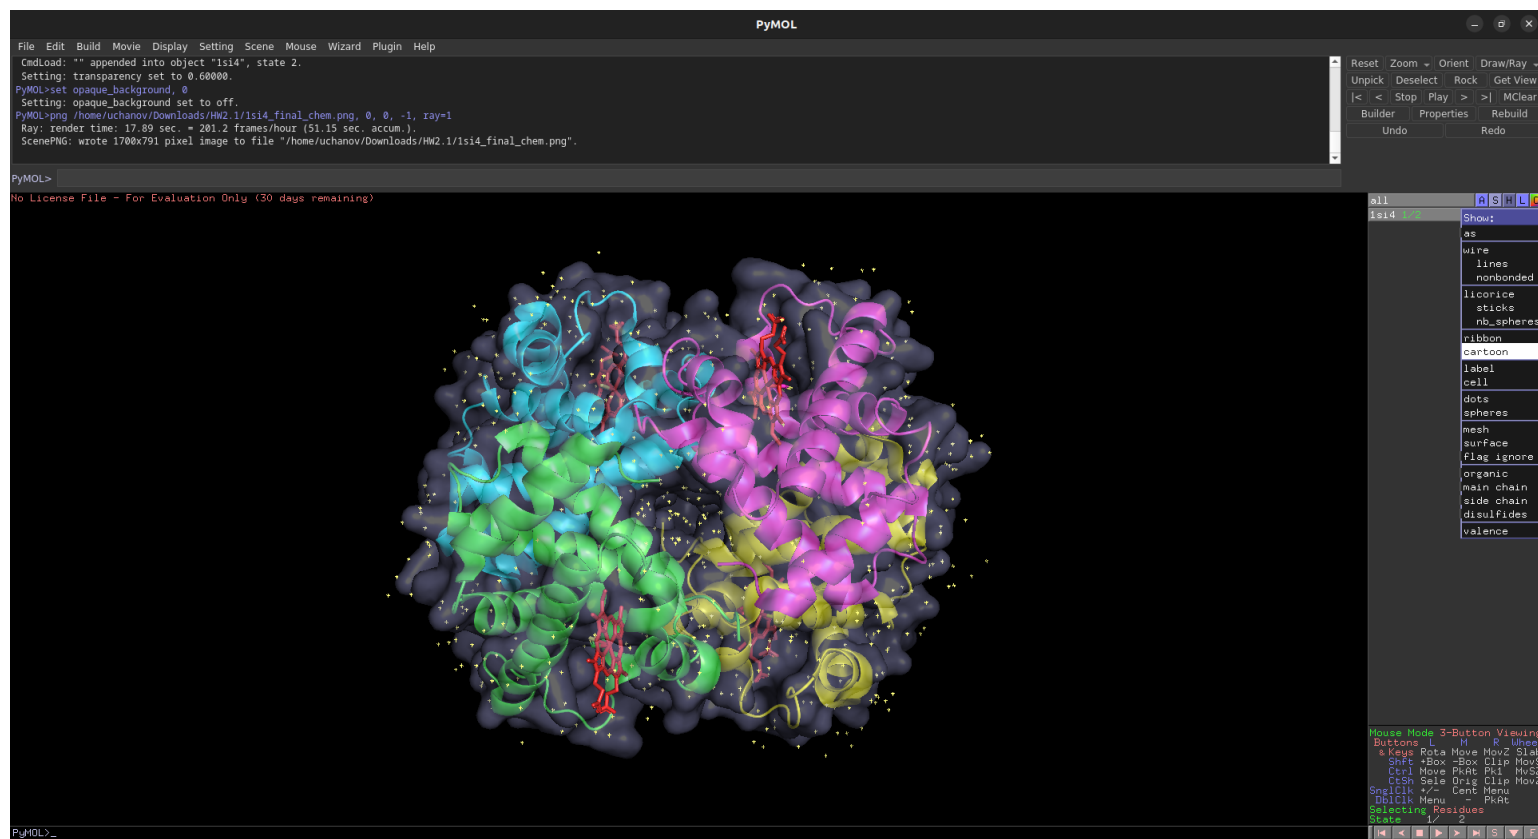 PyMOL
File Edit Build Movie Display Setting Scene Mouse Wizard Plugin Help
CmdLoad: "" appended into object "1si4", state 2.
Setting: transparency set to 0.60000.
PyMOL>set opaque_background, 0
Setting: opaque_background set to off.
PyMOL>png /home/uchanov/Downloads/HW2.1/1si4_final_chem.png, 0, 0, -1, ray=1
Ray: render time: 17.89 sec. = 201.2 frames/hour (51.15 sec. accum.).
ScenePNG: wrote 1700x791 pixel image to file "/home/uchanov/Downloads/HW2.1/1si4_final_chem.png".
PyMOL>
Reset Zoom Orient Draw/Ray
Unpick Deselect Rock Get View
|< < Stop Play > >| MClear
Builder Properties Rebuild
Undo Redo
No License File - For Evaluation Only (30 days remaining)
all A S H L
1si4 1/2
Show:
as
wire
lines
nonbonded
licorice
sticks
nb_spheres
ribbon
cartoon
label
cell
dots
spheres
mesh
surface
flag ignore
organic
main chain
side chain
disulfides
valence
Mouse Mode 3-Button Viewing
Buttons L M R Whee
& Keys Rota Move MovZ Sla
Shft +Box -Box Clip Mov
Ctrl Move PkAt Pk1 MvS
CtSh Sele Orig Clip Mov
SnglClk +/- Cent Menu
DblClk Menu - PkAt
Selecting Residues
State 1/ 2
PyMOL>_
S F